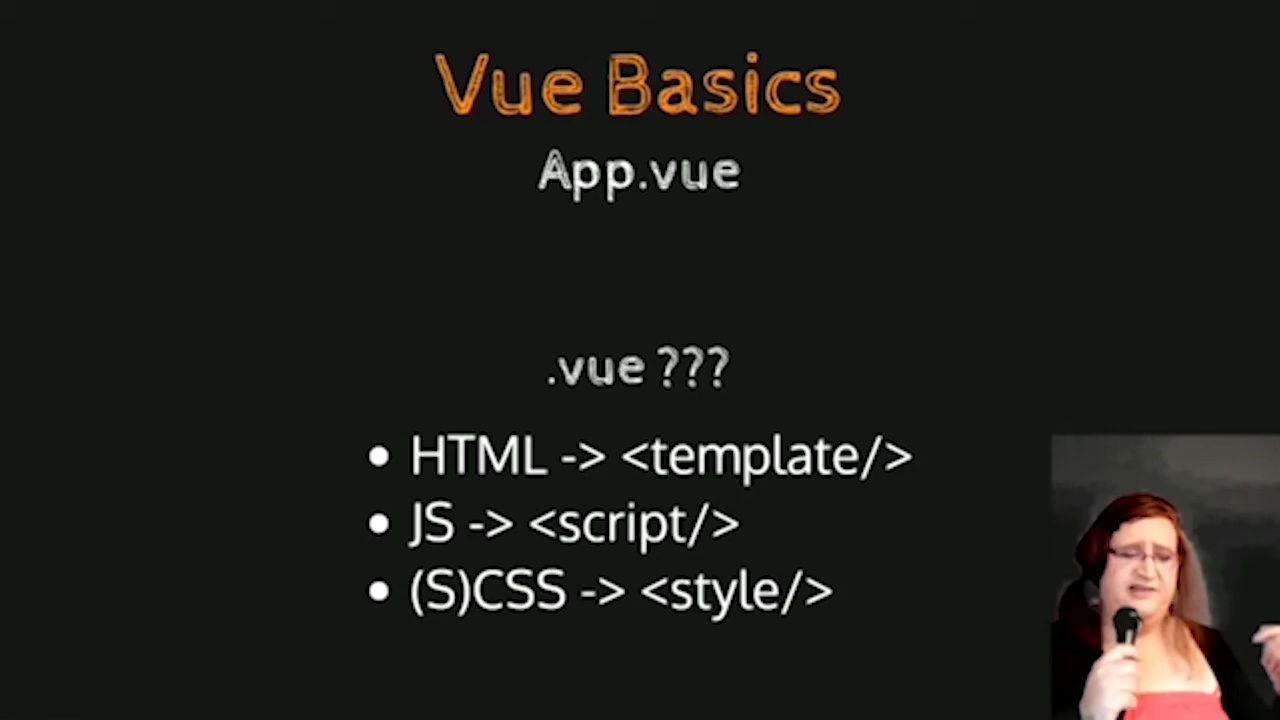 Vue Basics
App.vue
.vue ???
• HTML -> <template/>
• JS -> <script/>
• (S)CSS -> <style/>